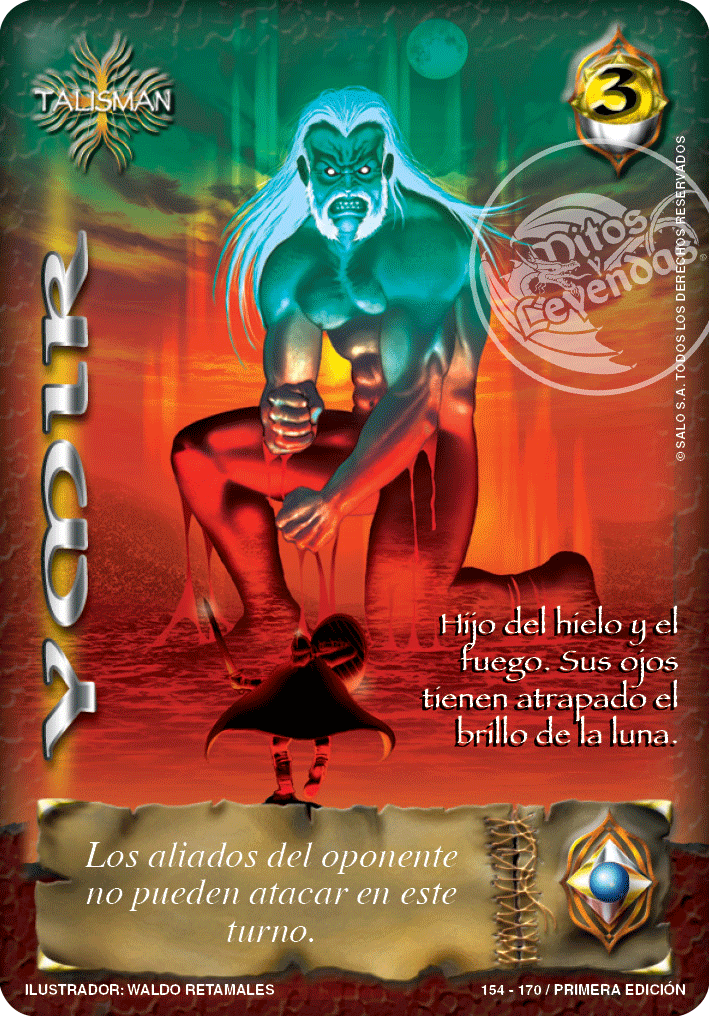 TALISMAN
3
Mitos
y
Leyendas
®
© SALO S.A. TODOS LOS DERECHOS RESERVADOS
YMIR
Hijo del hielo y el
fuego. Sus ojos
tienen atrapado el
brillo de la luna.
Los aliados del oponente
no pueden atacar en este
turno.
ILUSTRADOR: WALDO RETAMALES
154 - 170 / PRIMERA EDICIÓN